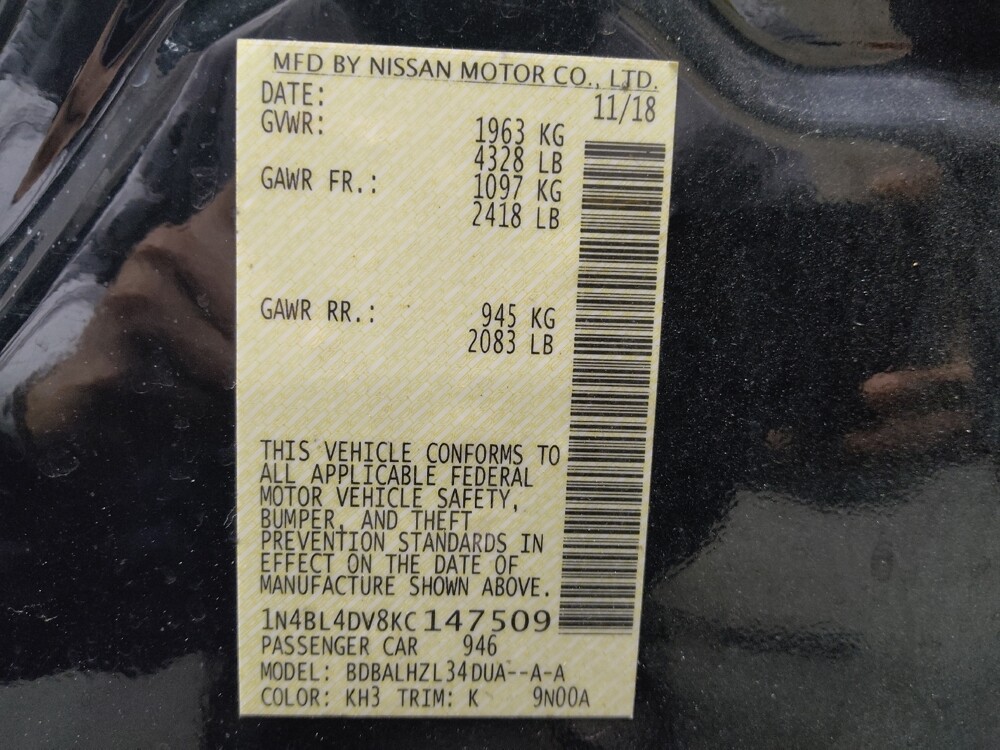 MFD BY NISSAN MOTOR CO., LTD.
DATE: 11/18
GVWR: 1963 KG
4328 LB
GAWR FR.: 1097 KG
2418 LB
GAWR RR.: 945 KG
2083 LB
THIS VEHICLE CONFORMS TO
ALL APPLICABLE FEDERAL
MOTOR VEHICLE SAFETY,
BUMPER, AND THEFT
PREVENTION STANDARDS IN
EFFECT ON THE DATE OF
MANUFACTURE SHOWN ABOVE.
1N4BL4DV8KC147509
PASSENGER CAR 946
MODEL: BDBALHZL34DUA--A-A
COLOR: KH3 TRIM: K 9N00A